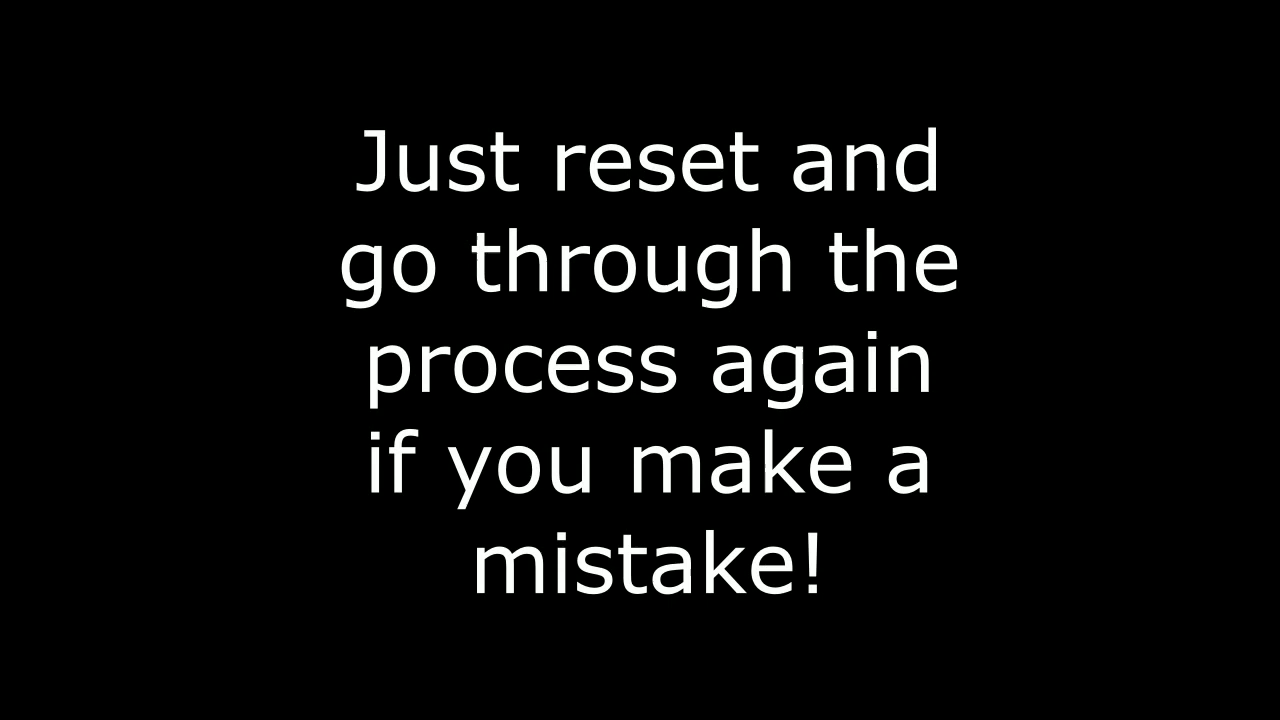 Just reset and
go through the
process again
if you make a
mistake!